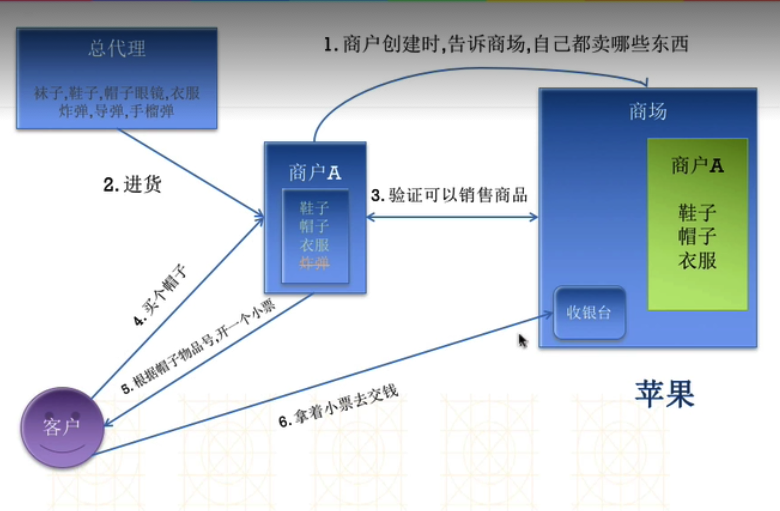 总代理
袜子,鞋子,帽子眼镜,衣服
炸弹,导弹,手榴弹
1. 商户创建时,告诉商场,自己都卖哪些东西
商场
商户A
鞋子
帽子
衣服
2. 进货
商户A
鞋子
帽子
衣服
炸弹
3. 验证可以销售商品
收银台
4. 买个帽子
5. 根据帽子物品号,开一个小票
6. 拿着小票去交钱
客户
苹果